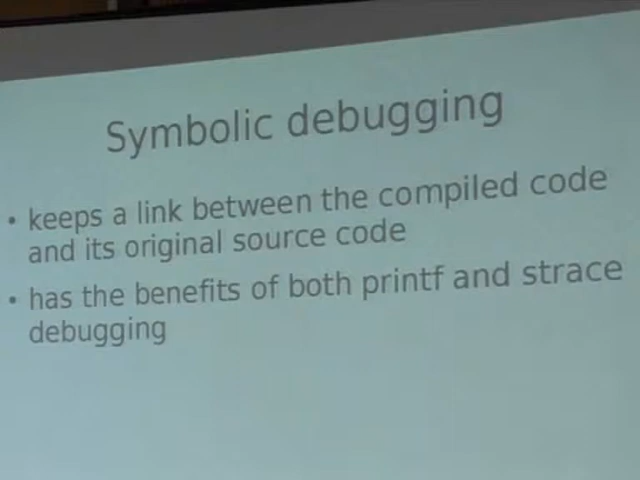 Symbolic debugging
• keeps a link between the compiled code
and its original source code
• has the benefits of both printf and strace
debugging